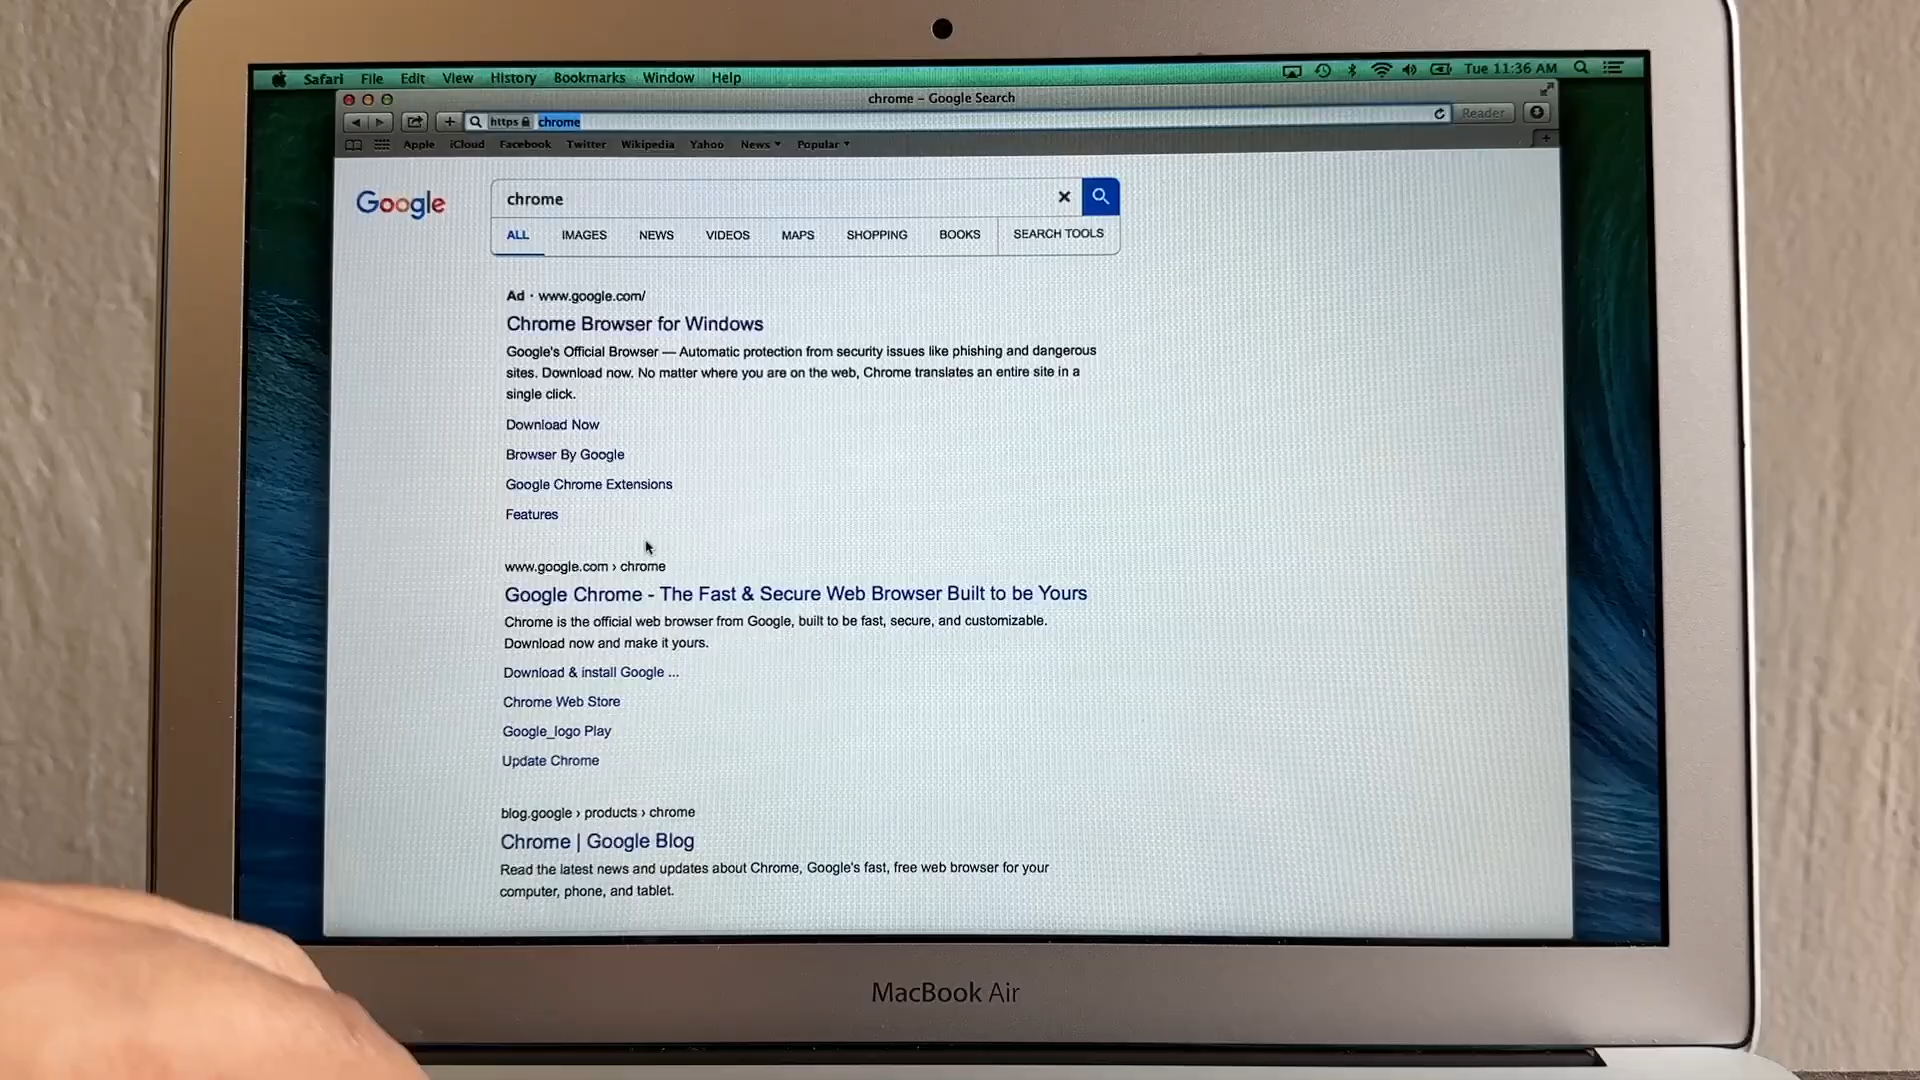 Safari File Edit View History Bookmarks Window Help Tue 11:36 AM
chrome – Google Search
https chrome Reader
Apple iCloud Facebook Twitter Wikipedia Yahoo News Popular
Google chrome
ALL IMAGES NEWS VIDEOS MAPS SHOPPING BOOKS SEARCH TOOLS
Ad · www.google.com/
Chrome Browser for Windows
Google's Official Browser — Automatic protection from security issues like phishing and dangerous
sites. Download now. No matter where you are on the web, Chrome translates an entire site in a
single click.
Download Now
Browser By Google
Google Chrome Extensions
Features
www.google.com › chrome
Google Chrome - The Fast & Secure Web Browser Built to be Yours
Chrome is the official web browser from Google, built to be fast, secure, and customizable.
Download now and make it yours.
Download & install Google ...
Chrome Web Store
Google_logo Play
Update Chrome
blog.google › products › chrome
Chrome | Google Blog
Read the latest news and updates about Chrome, Google's fast, free web browser for your
computer, phone, and tablet.
MacBook Air